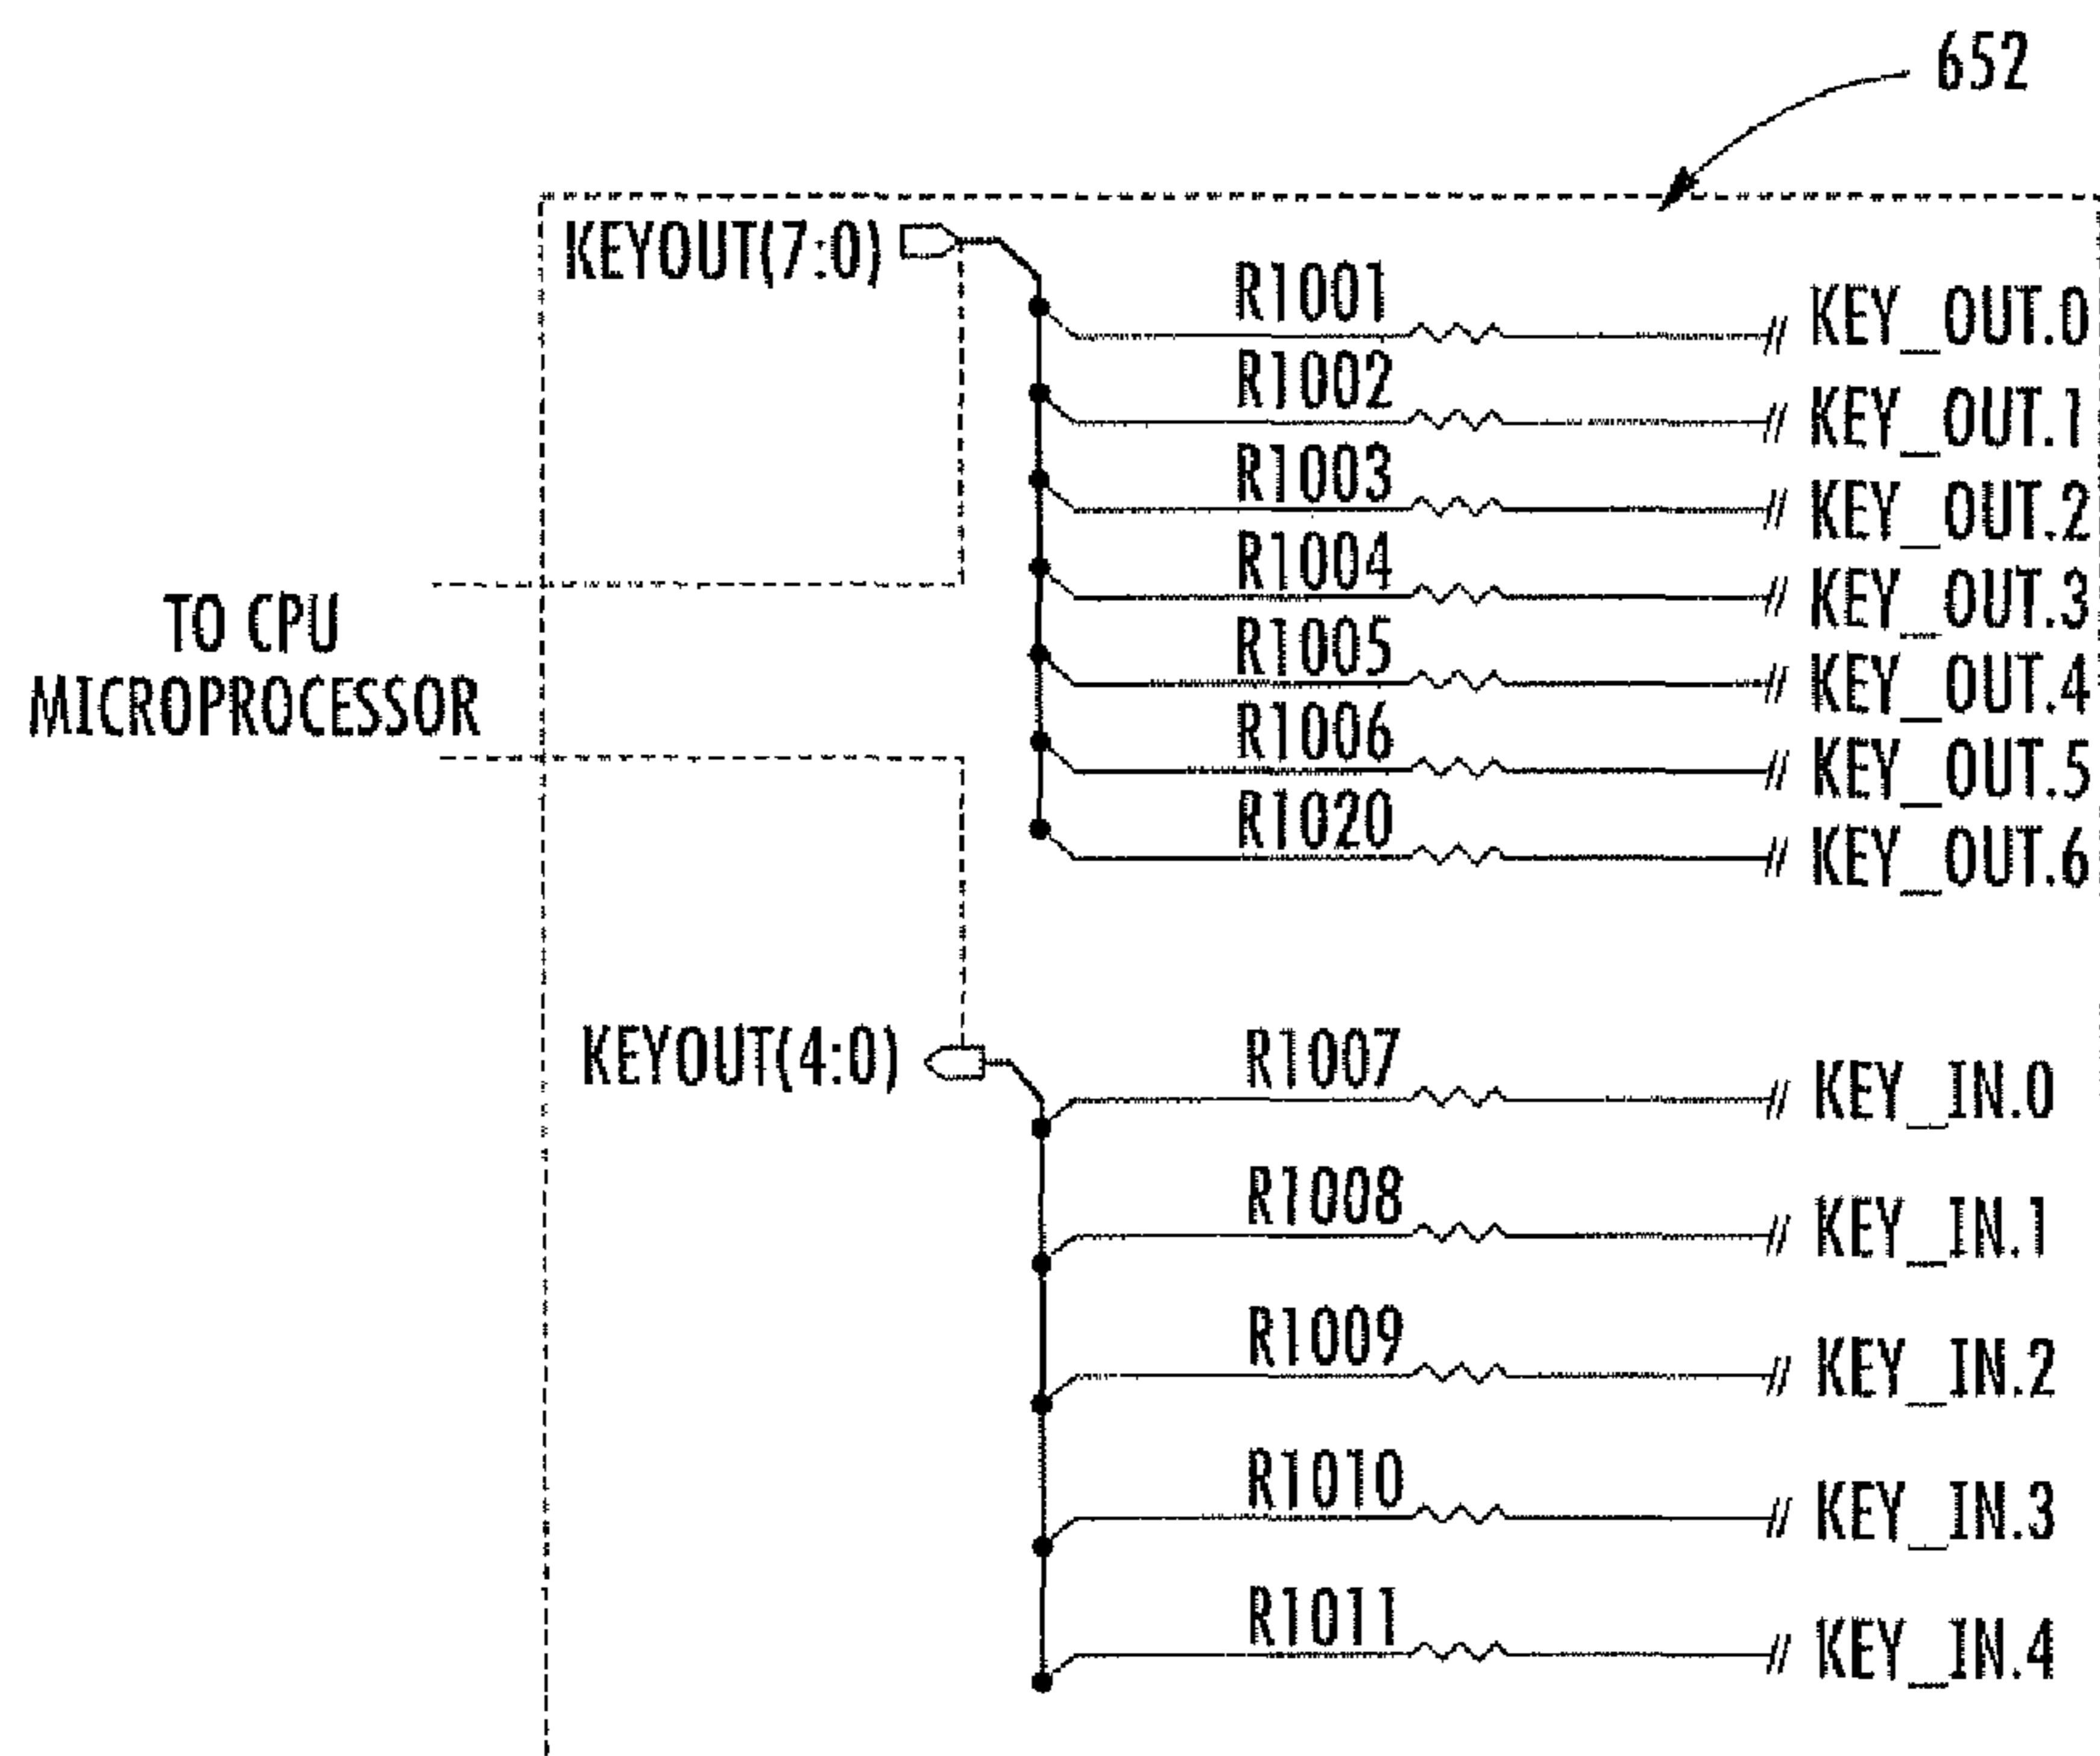 652
KEYOUT(7:0)
R1001
KEY_OUT.0
R1002
KEY_OUT.1
R1003
KEY_OUT.2
R1004
KEY_OUT.3
TO CPU
MICROPROCESSOR
R1005
KEY_OUT.4
R1006
KEY_OUT.5
R1020
KEY_OUT.6
KEYOUT(4:0)
R1007
KEY_IN.0
R1008
KEY_IN.1
R1009
KEY_IN.2
R1010
KEY_IN.3
R1011
KEY_IN.4